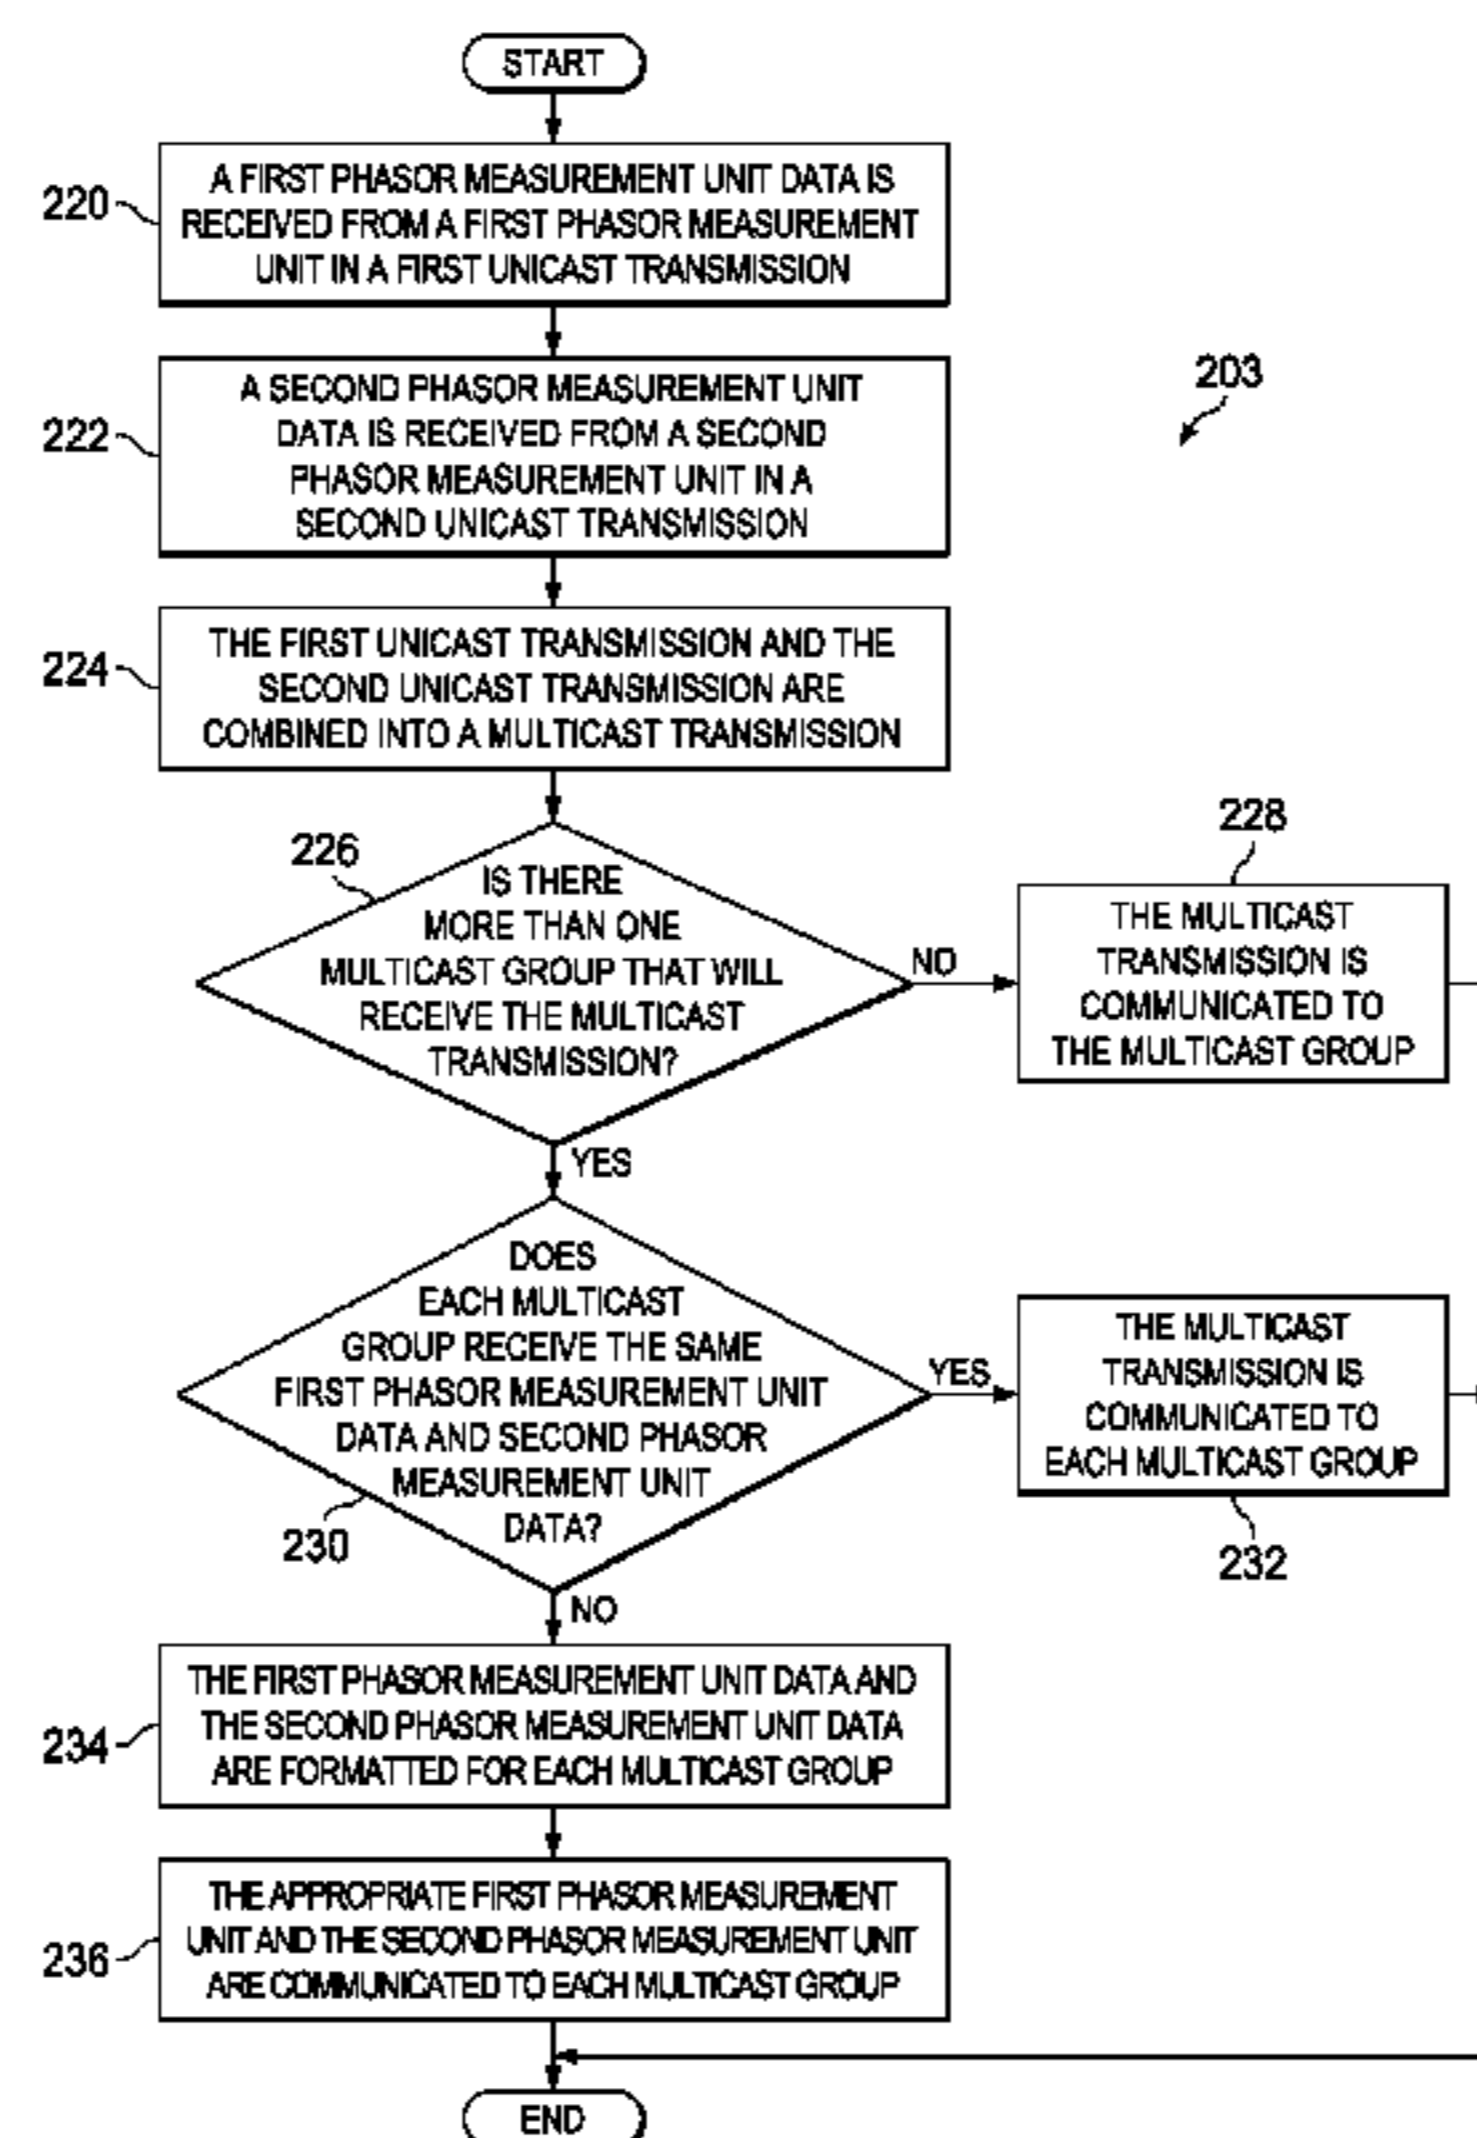 START
220
A FIRST PHASOR MEASUREMENT UNIT DATA IS
RECEIVED FROM A FIRST PHASOR MEASUREMENT
UNIT IN A FIRST UNICAST TRANSMISSION
203
222
A SECOND PHASOR MEASUREMENT UNIT
DATA IS RECEIVED FROM A SECOND
PHASOR MEASUREMENT UNIT IN A
SECOND UNICAST TRANSMISSION
224
THE FIRST UNICAST TRANSMISSION AND THE
SECOND UNICAST TRANSMISSION ARE
COMBINED INTO A MULTICAST TRANSMISSION
226
IS THERE
MORE THAN ONE
MULTICAST GROUP THAT WILL
RECEIVE THE MULTICAST
TRANSMISSION?
NO
228
THE MULTICAST
TRANSMISSION IS
COMMUNICATED TO
THE MULTICAST GROUP
YES
DOES
EACH MULTICAST
GROUP RECEIVE THE SAME
FIRST PHASOR MEASUREMENT UNIT
DATA AND SECOND PHASOR
MEASUREMENT UNIT
DATA?
230
YES
THE MULTICAST
TRANSMISSION IS
COMMUNICATED TO
EACH MULTICAST GROUP
232
NO
234
THE FIRST PHASOR MEASUREMENT UNIT DATA AND
THE SECOND PHASOR MEASUREMENT UNIT DATA
ARE FORMATTED FOR EACH MULTICAST GROUP
236
THE APPROPRIATE FIRST PHASOR MEASUREMENT
UNIT AND THE SECOND PHASOR MEASUREMENT UNIT
ARE COMMUNICATED TO EACH MULTICAST GROUP
END